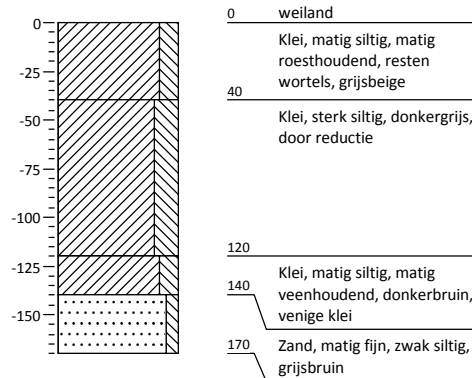 0
-25
-50
-75
-100
-125
-150
0 weiland
Klei, matig siltig, matig
roesthoudend, resten
wortels, grijsbeige
40
Klei, sterk siltig, donkergrijs,
door reductie
120
Klei, matig siltig, matig
veenhoudend, donkerbruin,
venige klei
140
Zand, matig fijn, zwak siltig,
grijsbruin
170